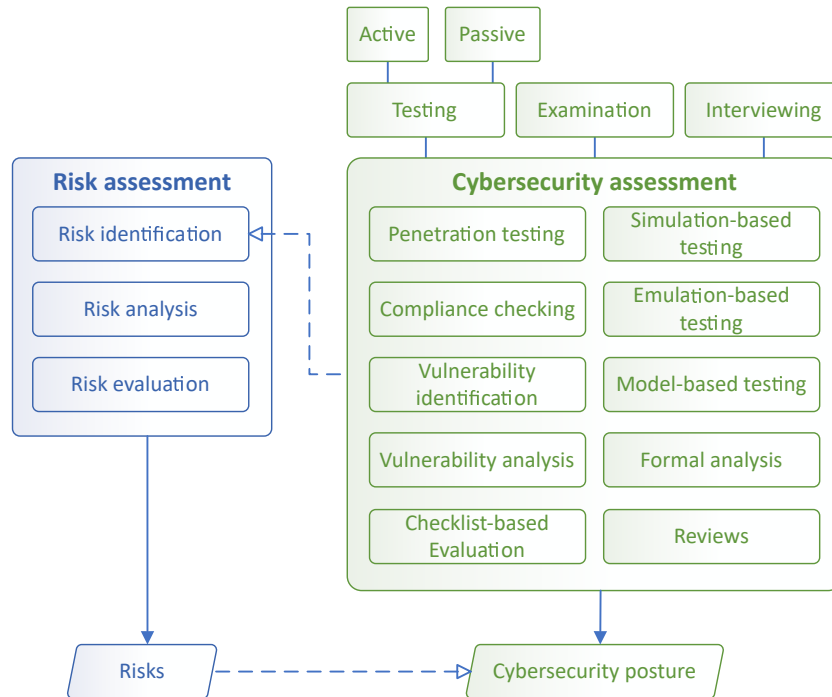 Active
Passive
Testing
Examination
Interviewing
Risk assessment
Risk identification
Risk analysis
Risk evaluation
Cybersecurity assessment
Penetration testing
Simulation-based
testing
Compliance checking
Emulation-based
testing
Vulnerability
identification
Model-based testing
Vulnerability analysis
Formal analysis
Checklist-based
Evaluation
Reviews
Risks
Cybersecurity posture